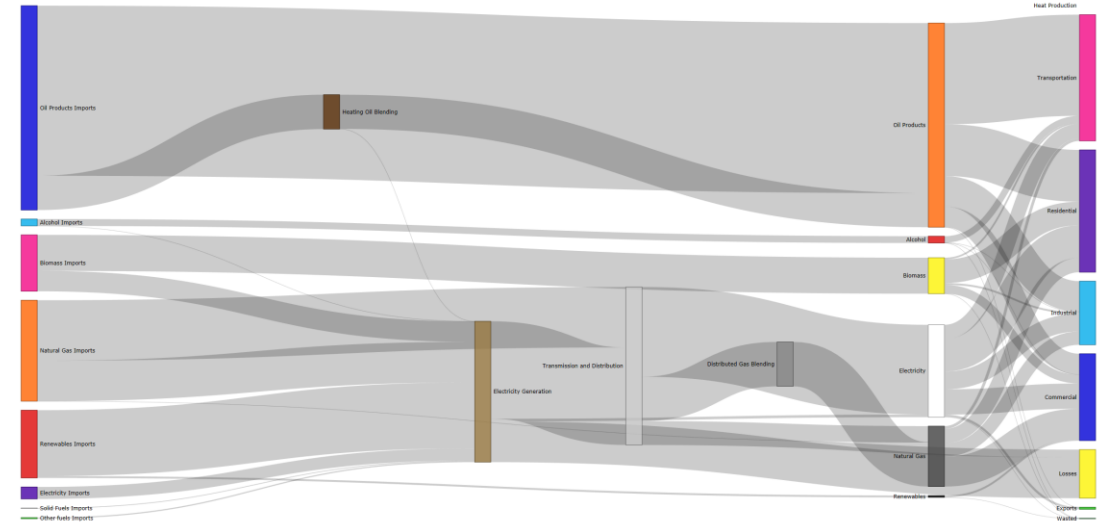 Heat Production
Transportation
Oil Products Imports
Heating Oil Blending
Oil Products
Residential
Alcohol Imports
Alcohol
Biomass Imports
Biomass
Industrial
Natural Gas Imports
Transmission and Distribution
Distributed Gas Blending
Electricity
Electricity Generation
Commercial
Renewables Imports
Natural Gas
Losses
Electricity Imports
Renewables
Solid Fuels Imports
Exports
Other fuels Imports
Wasted